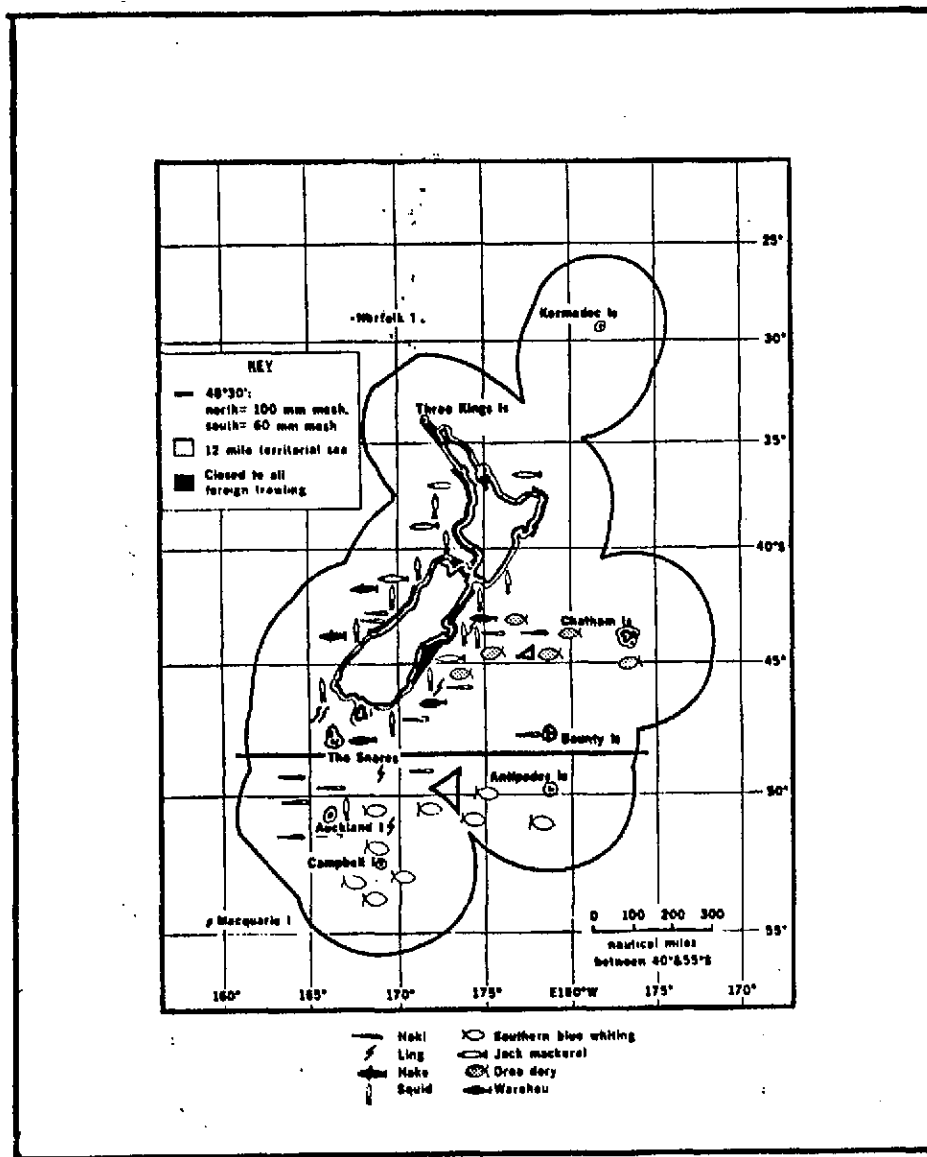 25°
Kermadec Is
Norfolk I.
30°
KEY
48°30':
north= 100 mm mesh.
south= 60 mm mesh
12 mile territorial sea
Closed to all
foreign trawling
Three Kings Is
35°
40°S
Chatham Is
45°
Bounty Is
The Snares
Antipodes Is
50°
Auckland I
Campbell Is
Macquarie I
0 100 200 300
nautical miles
between 40°&55°S
55°
160° 165° 170° 175° E180°W 175° 170°
Hoki
Southern blue whiting
Ling
Jack mackerel
Hake
Oreo dory
Squid
Warehou